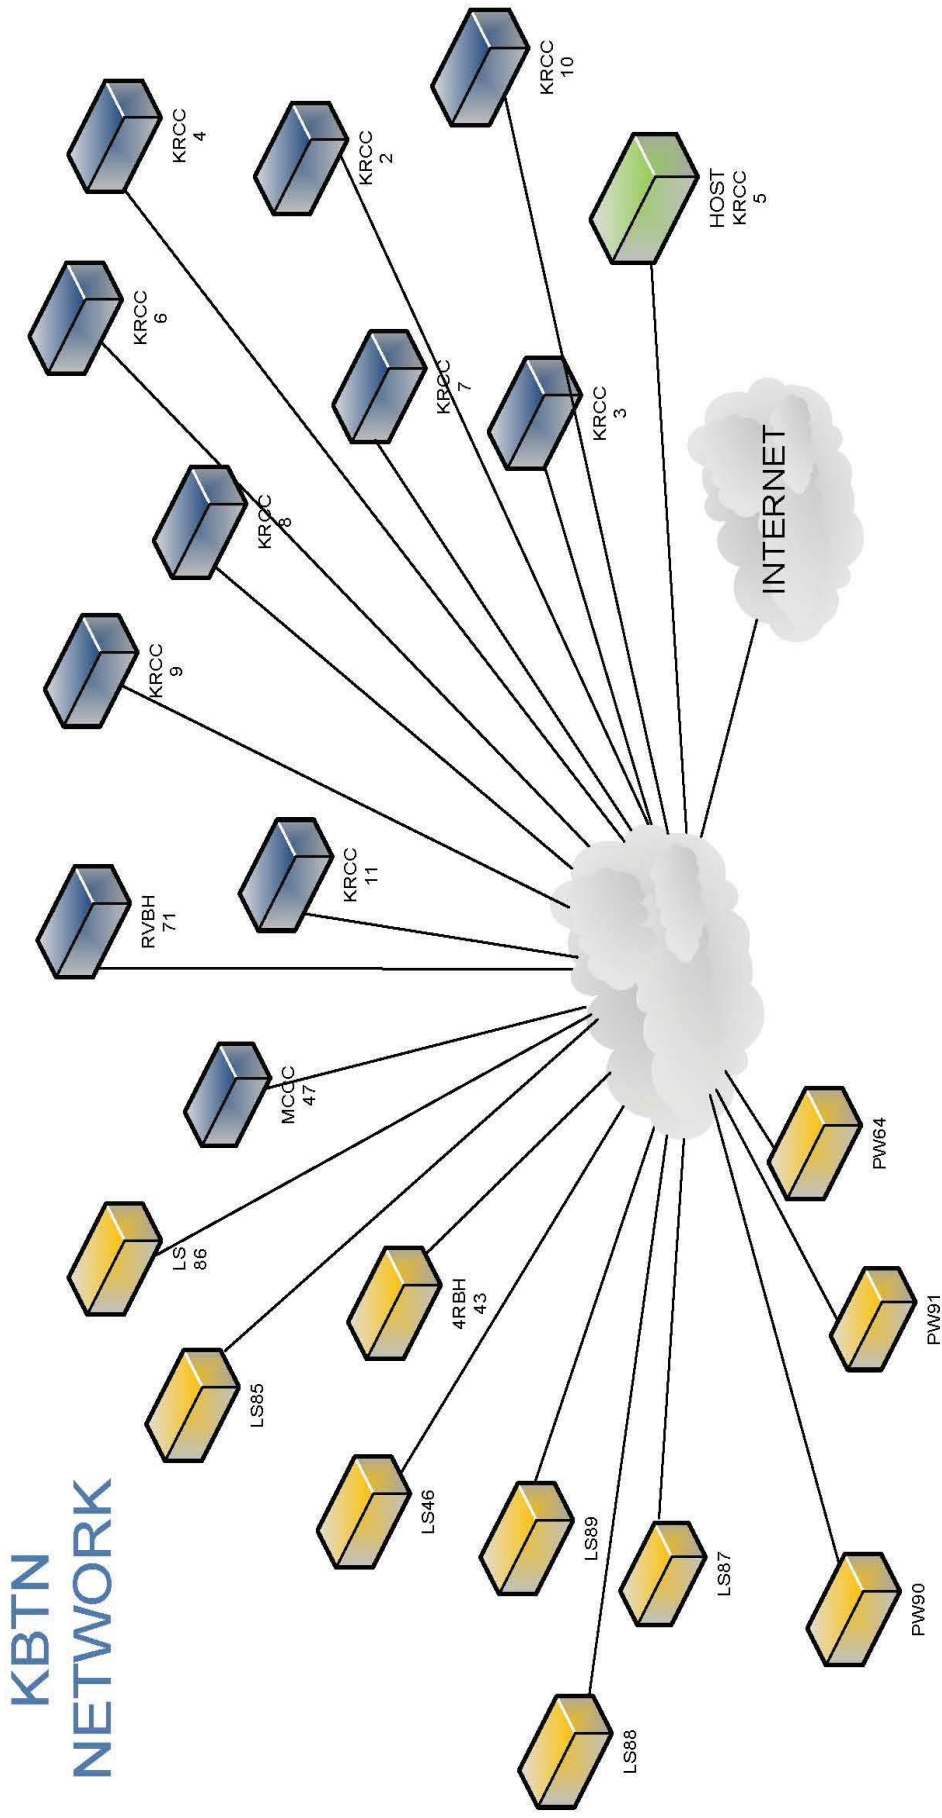 KBTN
NETWORK
LS
86
MCCC
47
RVBH
71
KRCC
9
KRCC
8
KRCC
6
KRCC
4
KRCC
11
KRCC
7
KRCC
2
LS85
4RBH
43
KRCC
3
KRCC
10
LS46
LS89
LS88
LS87
HOST
KRCC
5
INTERNET
PW90
PW91
PW64